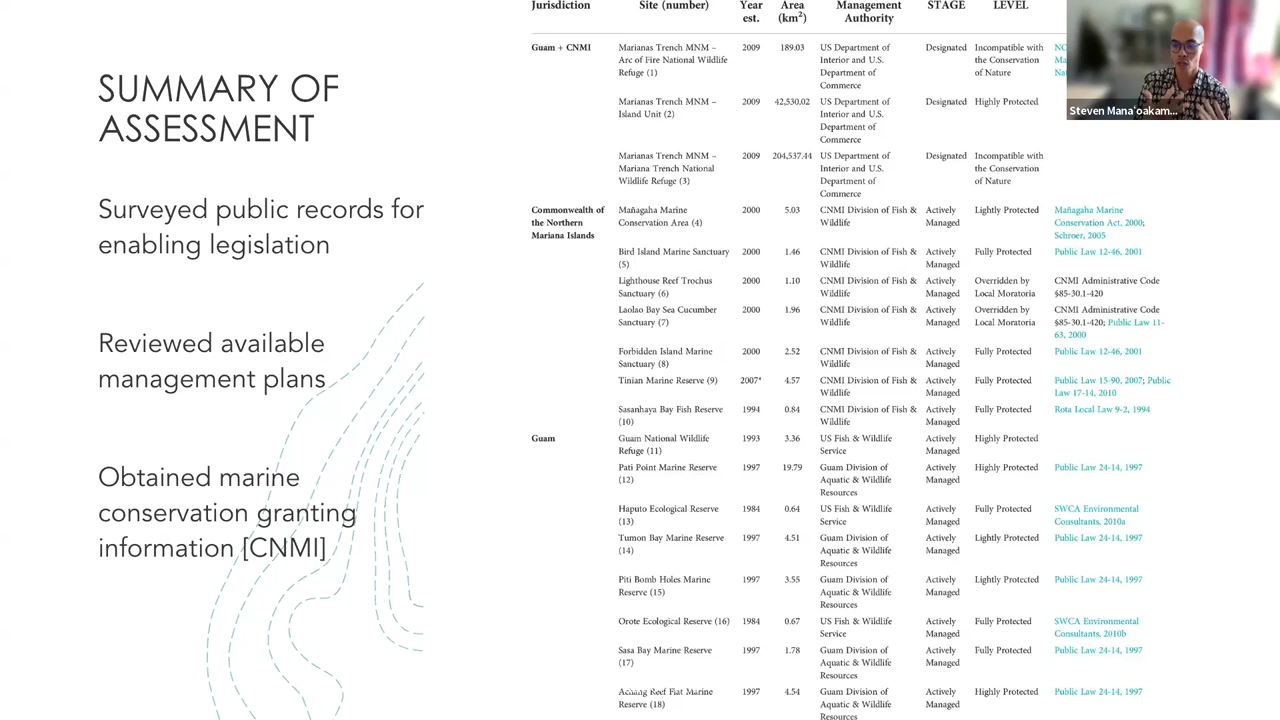 SUMMARY OF
ASSESSMENT
Surveyed public records for
enabling legislation
Reviewed available
management plans
Obtained marine
conservation granting
information [CNMI]
Jurisdiction Site (number) Year est. Area (km²) Management Authority STAGE LEVEL
Guam + CNMI Marianas Trench MNM – Arc of Fire National Wildlife Refuge (1) 2009 189.03 US Department of Interior and U.S. Department of Commerce Designated Incompatible with the Conservation of Nature
Marianas Trench MNM – Island Unit (2) 2009 42,530.02 US Department of Interior and U.S. Department of Commerce Designated Highly Protected
Marianas Trench MNM – Mariana Trench National Wildlife Refuge (3) 2009 204,537.44 US Department of Interior and U.S. Department of Commerce Designated Incompatible with the Conservation of Nature
Commonwealth of the Northern Mariana Islands Mañagaha Marine Conservation Area (4) 2000 5.03 CNMI Division of Fish & Wildlife Actively Managed Lightly Protected Mañagaha Marine Conservation Act, 2000; Schroer, 2005
Bird Island Marine Sanctuary (5) 2000 1.46 CNMI Division of Fish & Wildlife Actively Managed Fully Protected Public Law 12-46, 2001
Lighthouse Reef Trochus Sanctuary (6) 2000 1.10 CNMI Division of Fish & Wildlife Actively Managed Overridden by Local Moratoria CNMI Administrative Code §85-30.1-420
Laolao Bay Sea Cucumber Sanctuary (7) 2000 1.96 CNMI Division of Fish & Wildlife Actively Managed Overridden by Local Moratoria CNMI Administrative Code §85-30.1-420; Public Law 11-63, 2000
Forbidden Island Marine Sanctuary (8) 2000 2.52 CNMI Division of Fish & Wildlife Actively Managed Fully Protected Public Law 12-46, 2001
Tinian Marine Reserve (9) 2007* 4.57 CNMI Division of Fish & Wildlife Actively Managed Fully Protected Public Law 15-90, 2007; Public Law 17-14, 2010
Sasanhaya Bay Fish Reserve (10) 1994 0.84 CNMI Division of Fish & Wildlife Actively Managed Fully Protected Rota Local Law 9-2, 1994
Guam Guam National Wildlife Refuge (11) 1993 3.36 US Fish & Wildlife Service Actively Managed Highly Protected
Pati Point Marine Reserve (12) 1997 19.79 Guam Division of Aquatic & Wildlife Resources Actively Managed Highly Protected Public Law 24-14, 1997
Haputo Ecological Reserve (13) 1984 0.64 US Fish & Wildlife Service Actively Managed Fully Protected SWCA Environmental Consultants, 2010a
Tumon Bay Marine Reserve (14) 1997 4.51 Guam Division of Aquatic & Wildlife Resources Actively Managed Lightly Protected Public Law 24-14, 1997
Piti Bomb Holes Marine Reserve (15) 1997 3.55 Guam Division of Aquatic & Wildlife Resources Actively Managed Lightly Protected Public Law 24-14, 1997
Orote Ecological Reserve (16) 1984 0.67 US Fish & Wildlife Service Actively Managed Fully Protected SWCA Environmental Consultants, 2010b
Sasa Bay Marine Reserve (17) 1997 1.78 Guam Division of Aquatic & Wildlife Resources Actively Managed Fully Protected Public Law 24-14, 1997
Achang Reef Flat Marine Reserve (18) 1997 4.54 Guam Division of Aquatic & Wildlife Resources Actively Managed Highly Protected Public Law 24-14, 1997
Steven Mana'oakam...